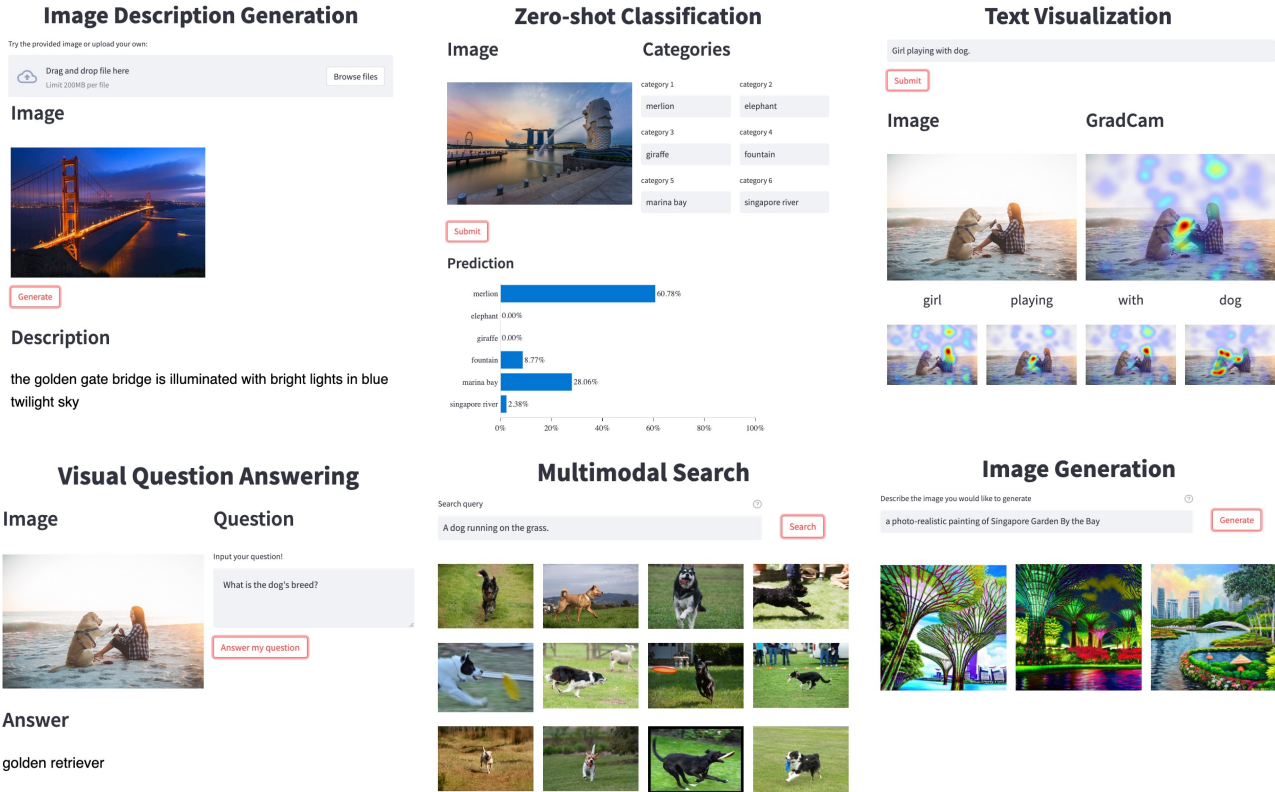 Image Description Generation
Try the provided image or upload your own:
Drag and drop file here
Limit 200MB per file
Browse files
Image
Generate
Description
the golden gate bridge is illuminated with bright lights in blue
twilight sky
Zero-shot Classification
Image
Categories
category 1
category 2
merlion
elephant
category 3
category 4
giraffe
fountain
category 5
category 6
marina bay
singapore river
Submit
Prediction
merlion 60.78%
elephant 0.00%
giraffe 0.00%
fountain 8.77%
marina bay 28.06%
singapore river 2.38%
0% 20% 40% 60% 80% 100%
Text Visualization
Girl playing with dog.
Submit
Image
GradCam
girl playing with dog
Visual Question Answering
Image
Question
Input your question!
What is the dog's breed?
Answer my question
Answer
golden retriever
Multimodal Search
Search query
?
A dog running on the grass.
Search
Image Generation
Describe the image you would like to generate
?
a photo-realistic painting of Singapore Garden By the Bay
Generate